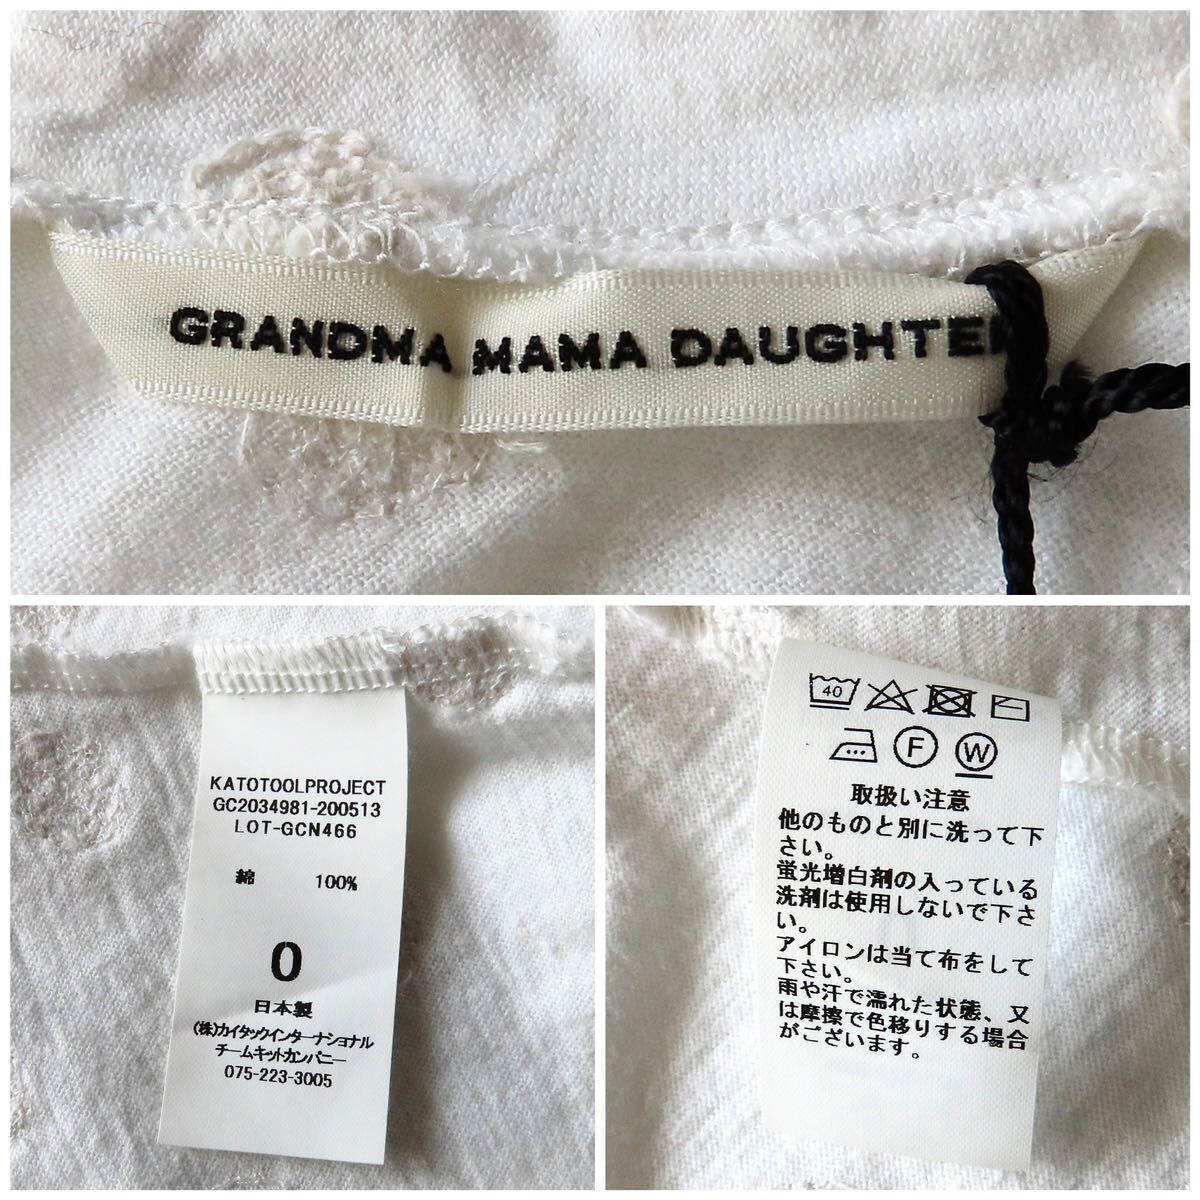 GRANDMA MAMA DAUGHTER
KATOTOOLPROJECT
GC2034981-200513
LOT-GCN466
綿 100%
0
日本製
(株)カイタックインターナショナル
チームキットカンパニー
075-223-3005
40
F W
取扱い注意
他のものと別に洗って下
さい。
蛍光増白剤の入っている
洗剤は使用しないで下さ
い。
アイロンは当て布をして
下さい。
雨や汗で濡れた状態、又
は摩擦で色移りする場合
がございます。